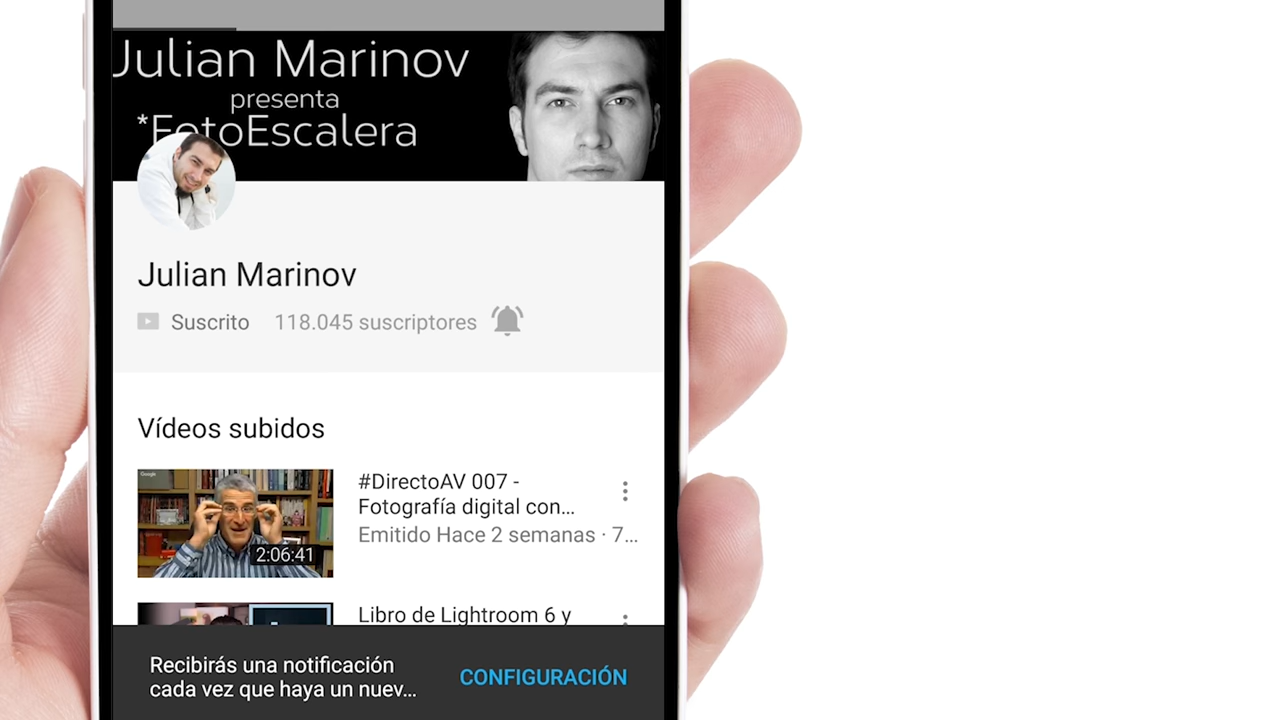 Julian Marinov
presenta
*FotoEscalera
Julian Marinov
Suscrito 118.045 suscriptores
Vídeos subidos
Google
2:06:41
#DirectoAV 007 -
Fotografía digital con...
Emitido Hace 2 semanas · 7...
Libro de Lightroom 6 y
Recibirás una notificación
cada vez que haya un nuev...
CONFIGURACIÓN